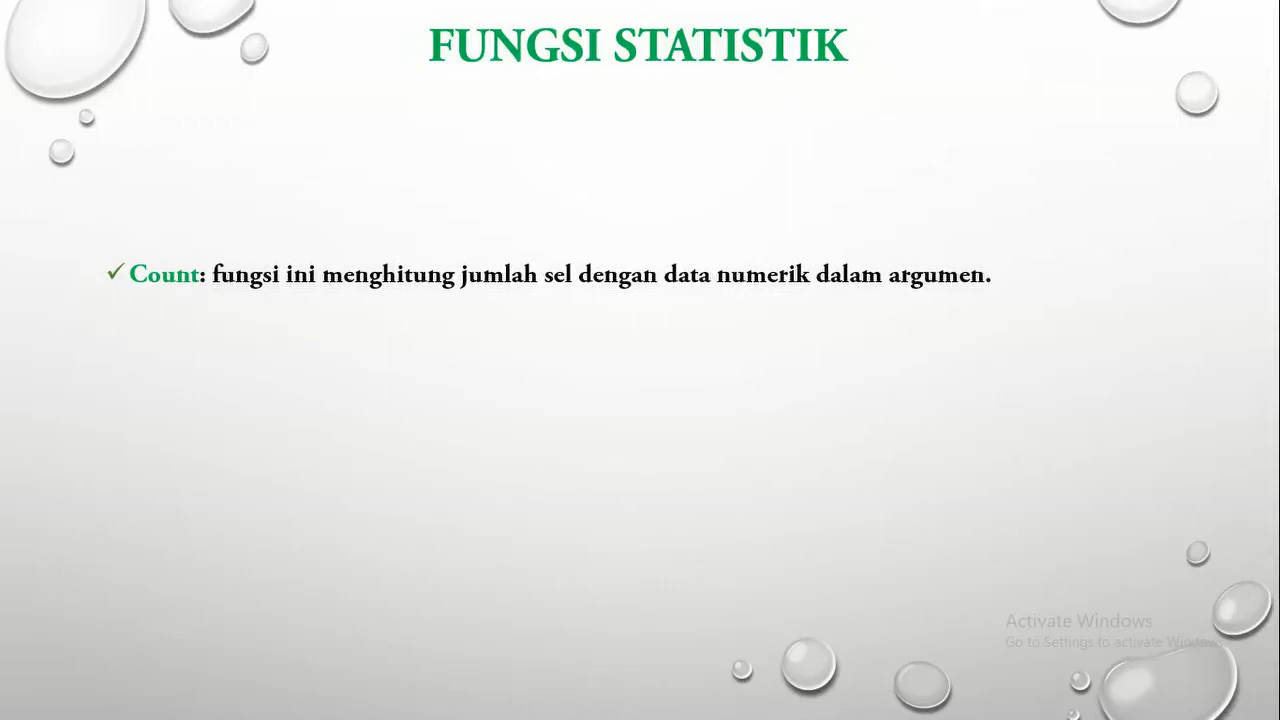 FUNGSI STATISTIK
✓ Count: fungsi ini menghitung jumlah sel dengan data numerik dalam argumen.
Activate Windows
Go to Settings to activate Windows.